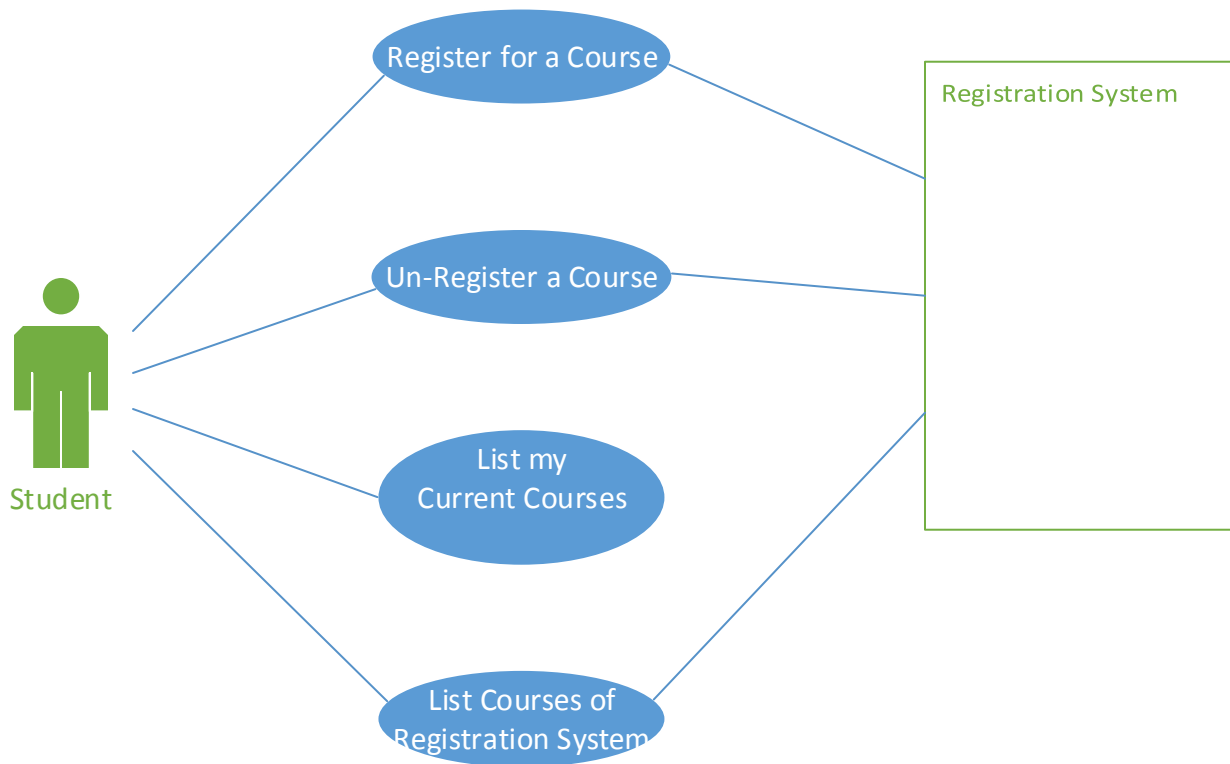 Register for a Course
Registration System
Un-Register a Course
Student
List my
Current Courses
List Courses of
Registration System